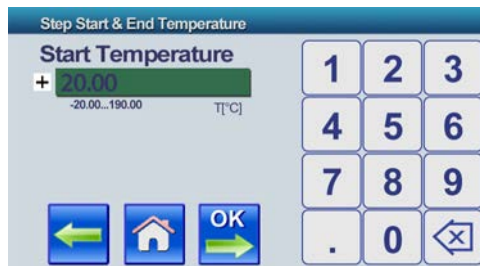 Step Start & End Temperature
Start Temperature
+ 20.00
-20.00...190.00 T[°C]
1 2 3
4 5 6
7 8 9
. 0
OK